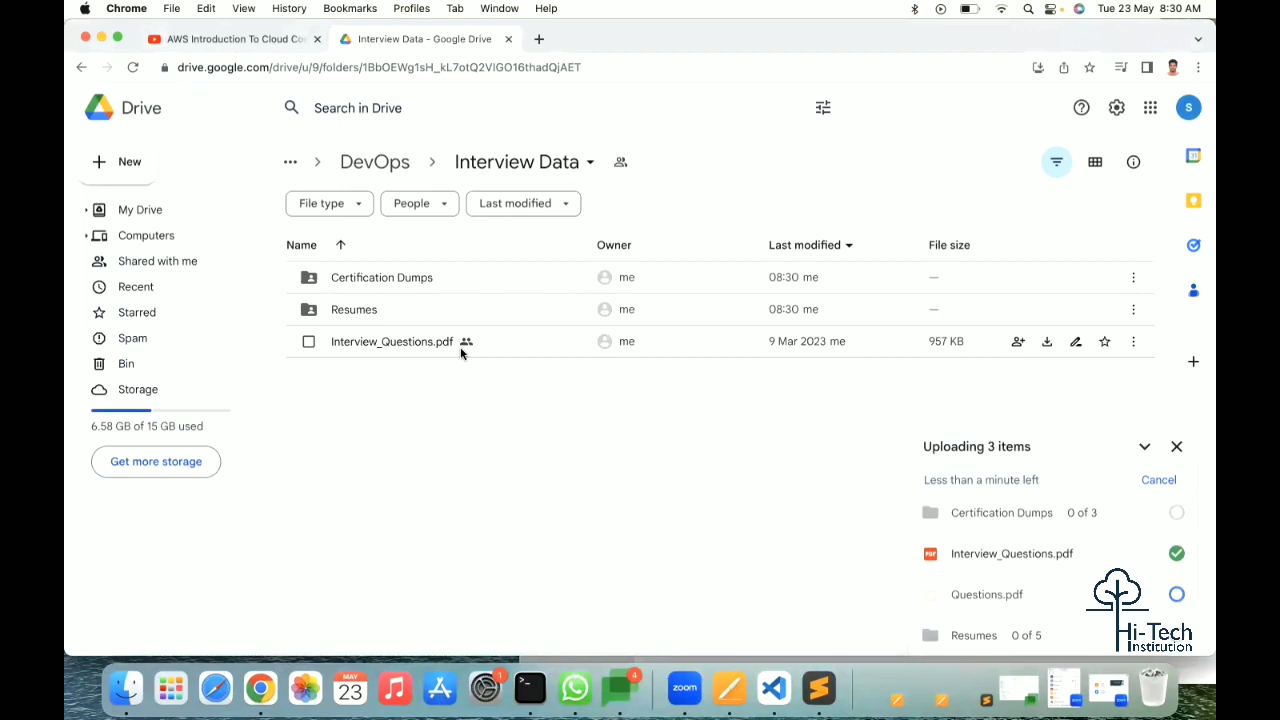 Chrome File Edit View History Bookmarks Profiles Tab Window Help Tue 23 May 8:30 AM
AWS Introduction To Cloud Co Interview Data - Google Drive
drive.google.com/drive/u/9/folders/1BbOEWg1sH_kL7otQ2VlGO16thadQjAET
Drive Search in Drive S
New ... DevOps Interview Data
File type People Last modified
My Drive
Computers
Shared with me
Recent
Starred
Spam
Bin
Storage
6.58 GB of 15 GB used
Get more storage
Name Owner Last modified File size
Certification Dumps me 08:30 me —
Resumes me 08:30 me —
Interview_Questions.pdf me 9 Mar 2023 me 957 KB
Uploading 3 items
Less than a minute left Cancel
Certification Dumps 0 of 3
PDF Interview_Questions.pdf
Questions.pdf
Resumes 0 of 5
Hi-Tech
Institution
MAY
23 1 4 zoom